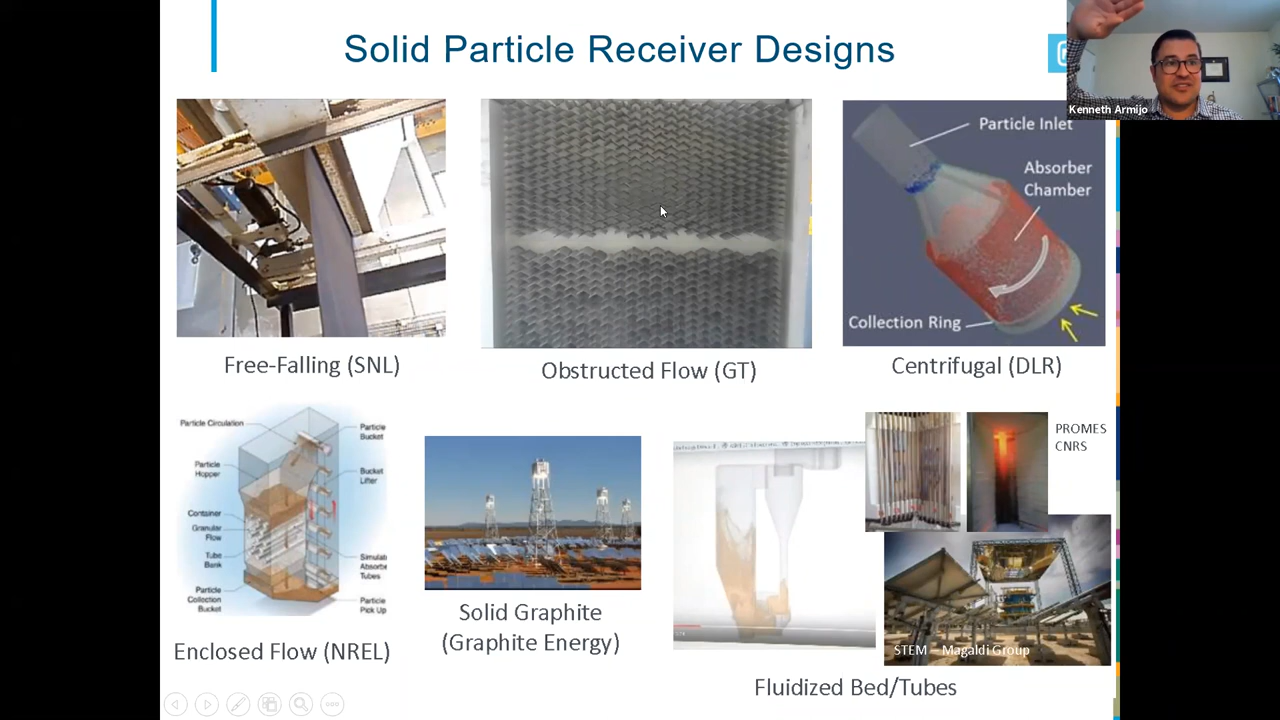 Solid Particle Receiver Designs
Kenneth Armijo
Particle Inlet
Absorber
Chamber
Collection Ring
Free-Falling (SNL)
Obstructed Flow (GT)
Centrifugal (DLR)
Particle Circulation
Particle
Bucket
Particle
Hopper
Bucket
Lifter
Container
Granular
Flow
Tube
Bank
Simulat
Absorbe
Tubes
Particle
Collection
Bucket
Particle
Pick Up
Enclosed Flow (NREL)
Solid Graphite
(Graphite Energy)
PROMES
CNRS
STEM – Magaldi Group
Fluidized Bed/Tubes